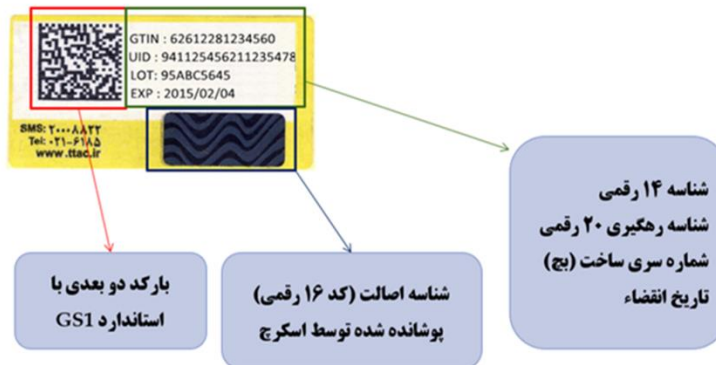 GTIN : 62612281234560
UID : 941125456211235478
LOT: 95ABC5645
EXP : 2015/02/04
SMS: ۲۰۰۰۸۸۲۲
Tel: ۰۲۱-۶۱۸۵
www.ttac.ir
شناسه ۱۴ رقمی
شناسه رهگیری ۲۰ رقمی
شماره سری ساخت (بچ)
تاریخ انقضاء
شناسه اصالت (کد ۱۶ رقمی)
پوشانده شده توسط اسکرچ
بارکد دو بعدی با
استاندارد GS1